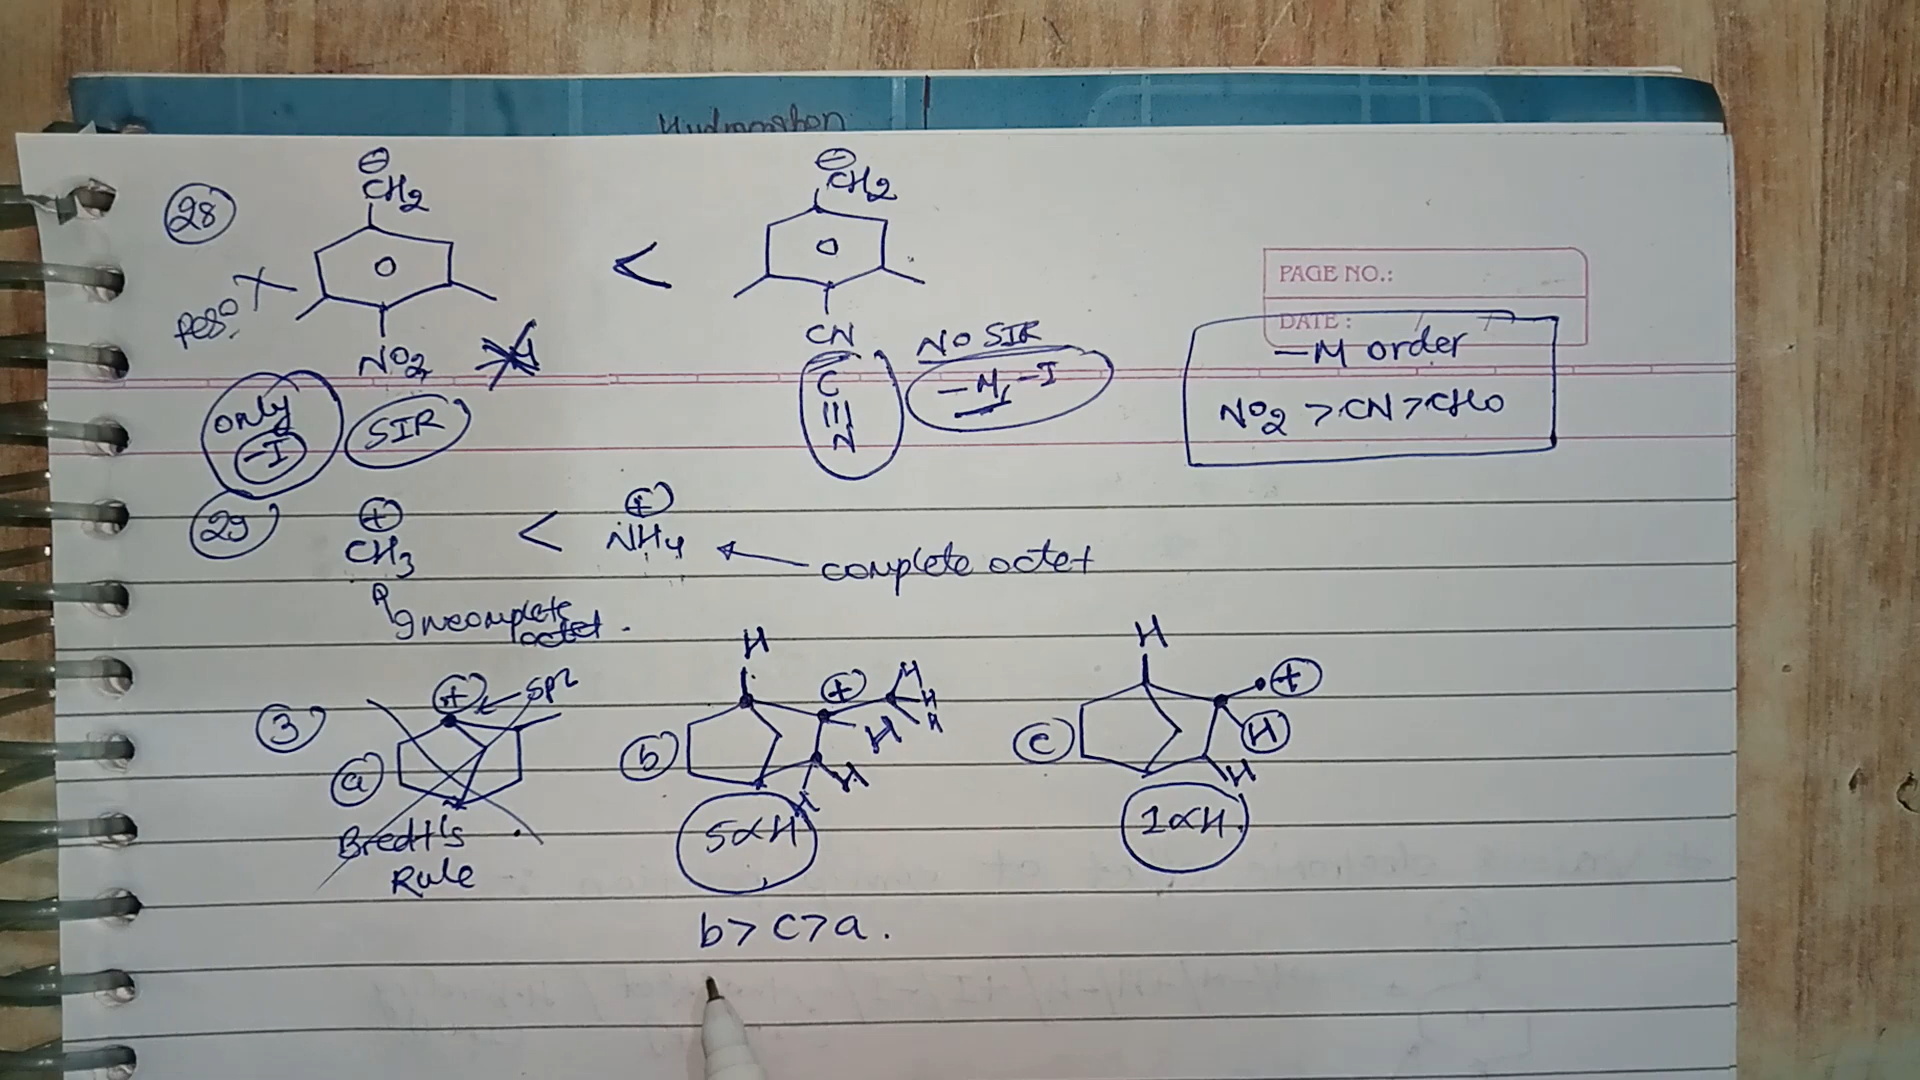 Hydrocarbon
28
⊖
CH2
<
⊖
CH2
PAGE NO.:
DATE :
NO2
CN
C≡N
NO SIR
-M, -I
-M order
NO2 > CN > CHO
only
-I
SIR
29
⊕
CH3
<
⊕
NH4
complete octet
Incomplete
octet.
3
a
⊕
sp2
Bredt's
Rule
b
H
⊕
H
H
H
H
H
H
5αH
c
H
⊕
H
H
1αH.
b > c > a.